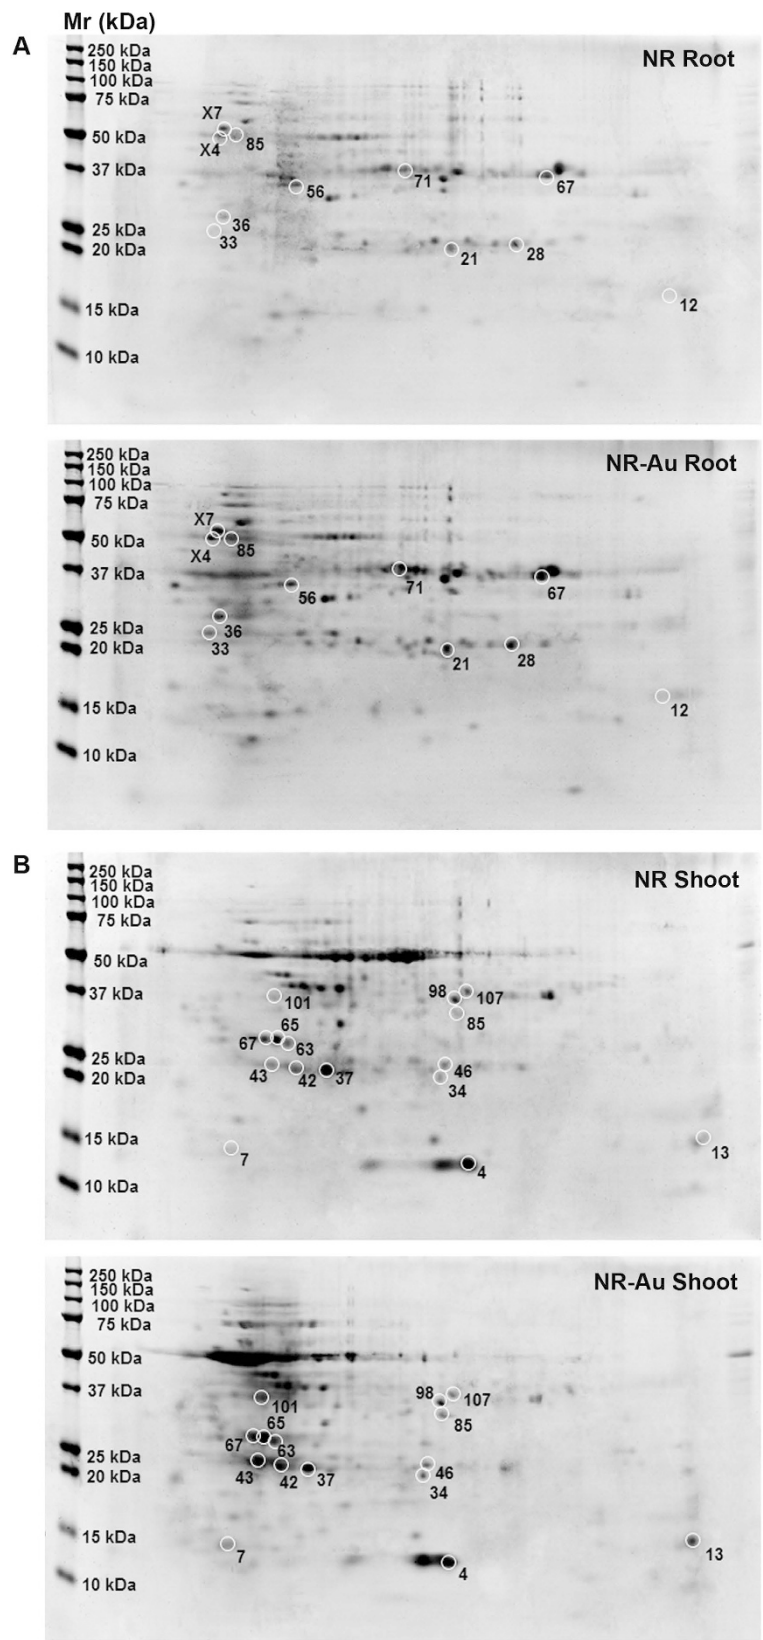 Mr (kDa)
A
NR Root
250 kDa
150 kDa
100 kDa
75 kDa
50 kDa
37 kDa
25 kDa
20 kDa
15 kDa
10 kDa
X7
X4
85
56
71
67
36
33
21
28
12
NR-Au Root
250 kDa
150 kDa
100 kDa
75 kDa
50 kDa
37 kDa
25 kDa
20 kDa
15 kDa
10 kDa
X7
X4
85
56
71
67
36
33
21
28
12
B
NR Shoot
250 kDa
150 kDa
100 kDa
75 kDa
50 kDa
37 kDa
25 kDa
20 kDa
15 kDa
10 kDa
101
98
107
85
65
67
63
43
42
37
46
34
7
4
13
NR-Au Shoot
250 kDa
150 kDa
100 kDa
75 kDa
50 kDa
37 kDa
25 kDa
20 kDa
15 kDa
10 kDa
101
98
107
85
65
67
63
43
42
37
46
34
7
4
13